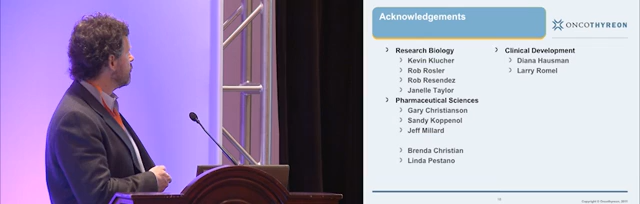 Acknowledgements
ONCOTHYREON
Research Biology
Kevin Klucher
Rob Rosler
Rob Resendez
Janelle Taylor
Pharmaceutical Sciences
Gary Christianson
Sandy Koppenol
Jeff Millard
Brenda Christian
Linda Pestano
Clinical Development
Diana Hausman
Larry Romel